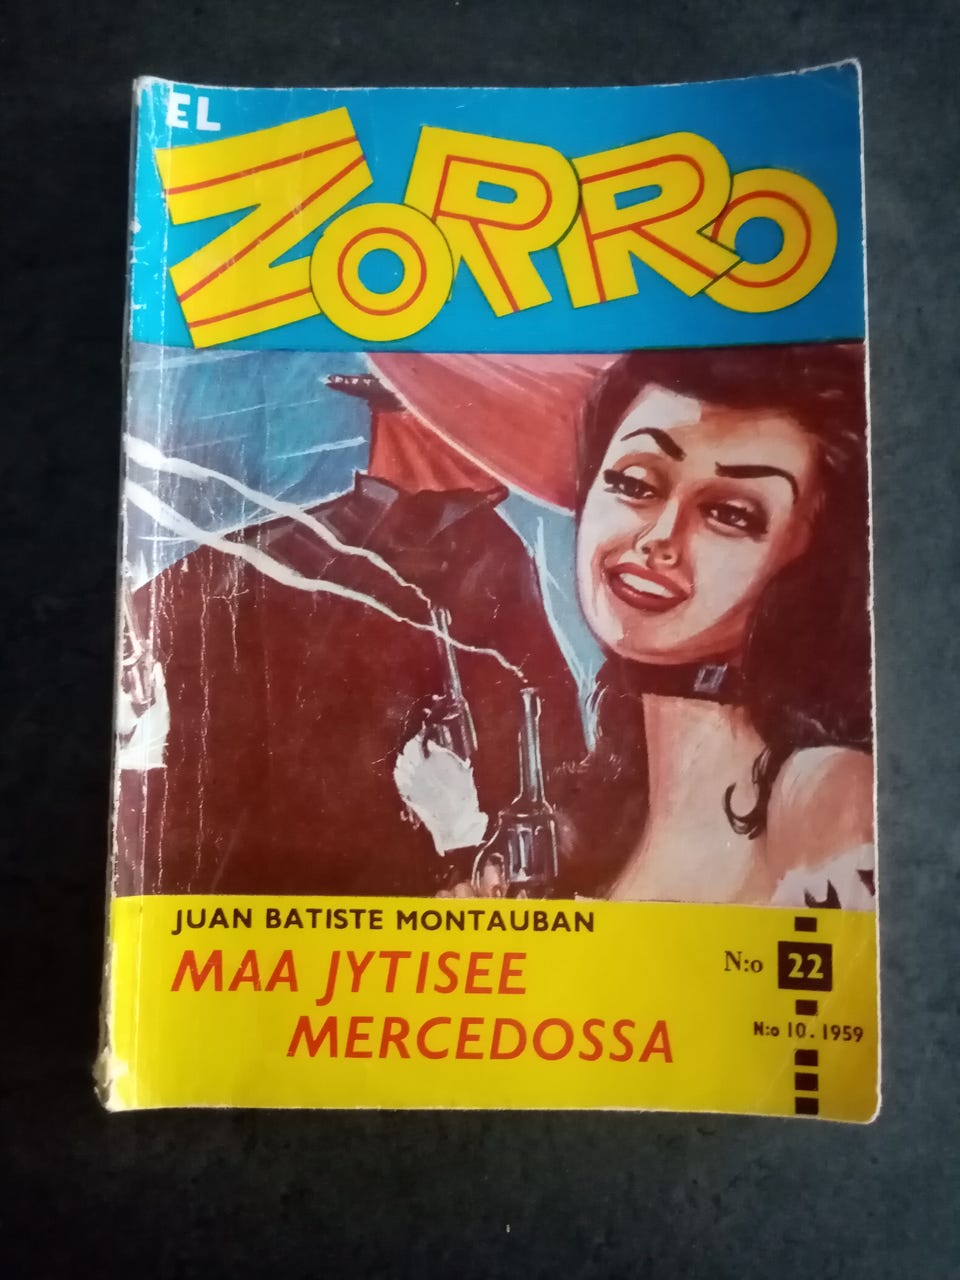 EL
ZORRO
JUAN BATISTE MONTAUBAN
MAA JYTISEE
MERCEDOSSA
N:o 22
N:o 10. 1959